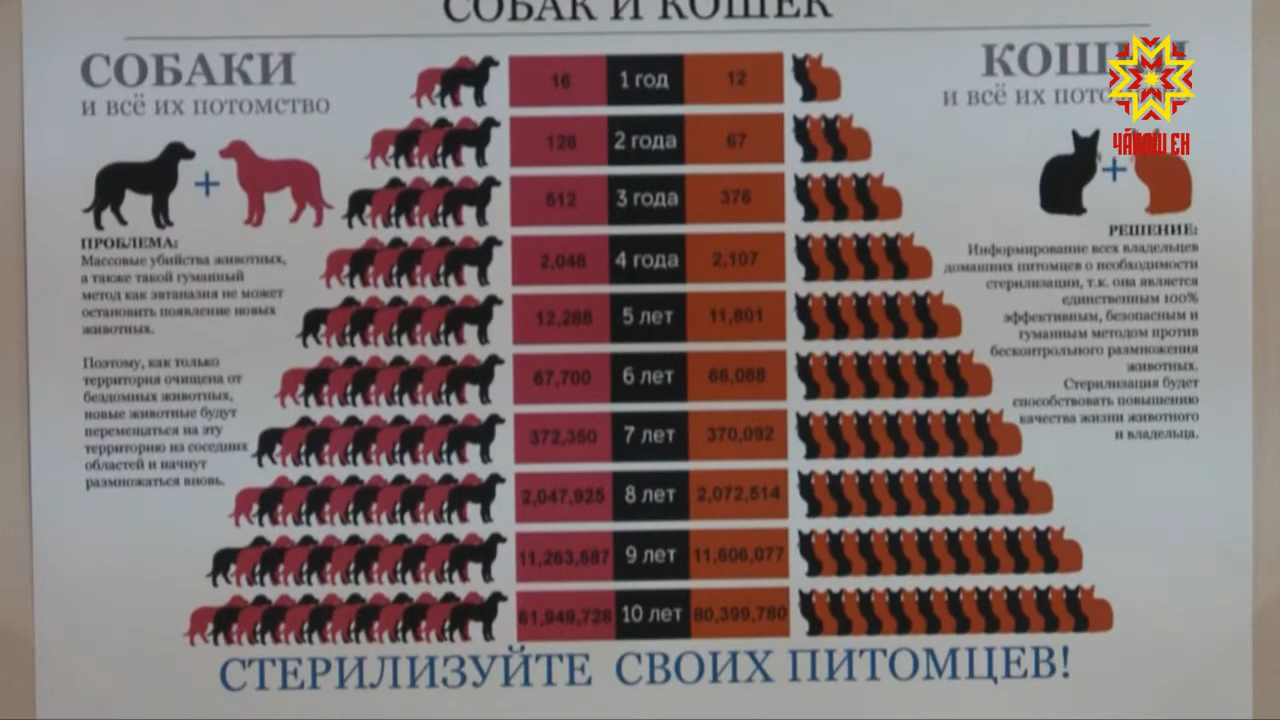 СОБАК И КОШЕК
СОБАКИ
и всё их потомство
ПРОБЛЕМА:
Массовые убийства животных,
а также такой гуманный
метод как эвтаназия не может
остановить появление новых
животных.
Поэтому, как только
территория очищена от
бездомных животных,
новые животные будут
перемещаться на эту
территорию из соседних
областей и начнут
размножаться вновь.
16 1 год 12
128 2 года 67
512 3 года 376
2,048 4 года 2,107
12,288 5 лет 11,801
67,700 6 лет 66,088
372,350 7 лет 370,092
2,047,925 8 лет 2,072,514
11,263,587 9 лет 11,606,077
61,949,728 10 лет 80,399,780
и всё их
ЧӐВАШ ЕН
РЕШЕНИЕ:
Информирование всех владельцев
домашних питомцев о необходимости
стерилизации, т.к. она является
единственным 100%
эффективным, безопасным и
гуманным методом против
бесконтрольного размножения
животных.
Стерилизация будет
способствовать повышению
качества жизни животного
и владельца.
СТЕРИЛИЗУЙТЕ СВОИХ ПИТОМЦЕВ!